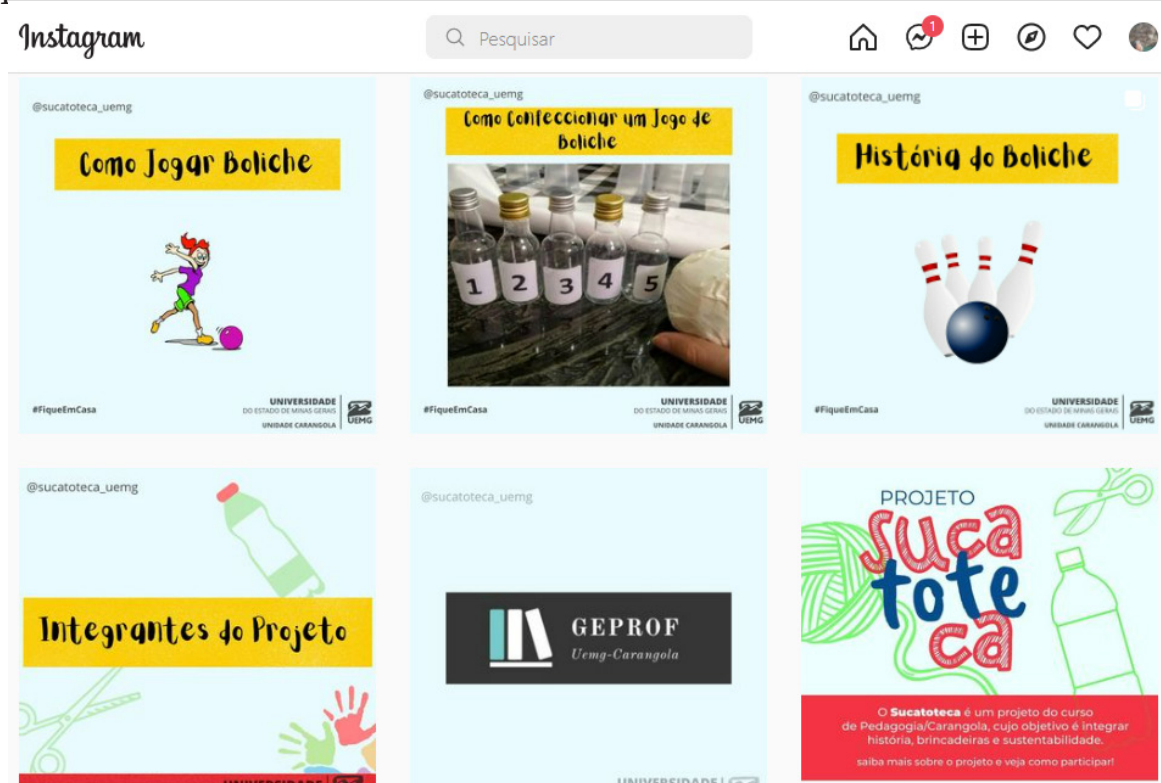 Instagram
Pesquisar
1
@sucatoteca_uemg
Como Jogar Boliche
#FiqueEmCasa
UNIVERSIDADE
DO ESTADO DE MINAS GERAIS
UNIDADE CARANGOLA
UEMG
@sucatoteca_uemg
Como Confeccionar um Jogo de
Boliche
1 2 3 4 5
#FiqueEmCasa
UNIVERSIDADE
DO ESTADO DE MINAS GERAIS
UNIDADE CARANGOLA
UEMG
@sucatoteca_uemg
História do Boliche
#FiqueEmCasa
UNIVERSIDADE
DO ESTADO DE MINAS GERAIS
UNIDADE CARANGOLA
UEMG
@sucatoteca_uemg
Integrantes do Projeto
UNIVERSIDADE
@sucatoteca_uemg
GEPROF
Uemg-Carangola
UNIVERSIDADE
PROJETO
suca
tote
ca
O Sucatoteca é um projeto do curso
de Pedagogia/Carangola, cujo objetivo é integrar
história, brincadeiras e sustentabilidade.
saiba mais sobre o projeto e veja como participar!